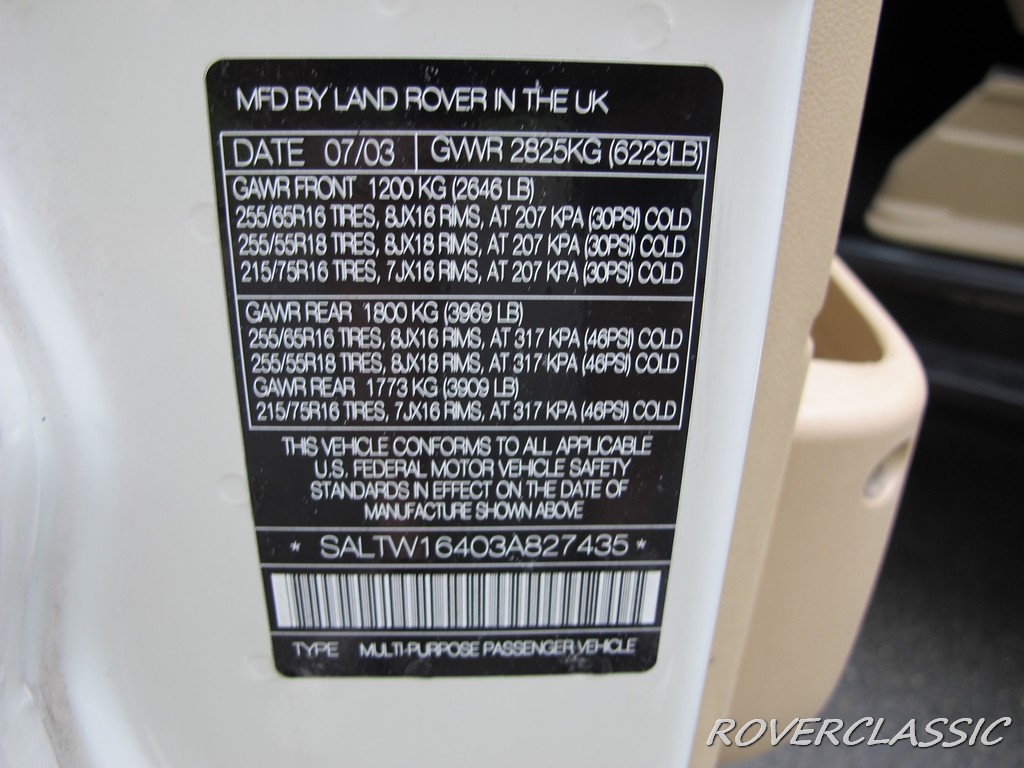 MFD BY LAND ROVER IN THE UK
DATE 07/03 GVWR 2825KG (6229LB)
GAWR FRONT 1200 KG (2646 LB)
255/65R16 TIRES, 8JX16 RIMS, AT 207 KPA (30PSI) COLD
255/55R18 TIRES, 8JX18 RIMS, AT 207 KPA (30PSI) COLD
215/75R16 TIRES, 7JX16 RIMS, AT 207 KPA (30PSI) COLD
GAWR REAR 1800 KG (3969 LB)
255/65R16 TIRES, 8JX16 RIMS, AT 317 KPA (46PSI) COLD
255/55R18 TIRES, 8JX18 RIMS, AT 317 KPA (46PSI) COLD
GAWR REAR 1773 KG (3909 LB)
215/75R16 TIRES, 7JX16 RIMS, AT 317 KPA (46PSI) COLD
THIS VEHICLE CONFORMS TO ALL APPLICABLE
U.S. FEDERAL MOTOR VEHICLE SAFETY
STANDARDS IN EFFECT ON THE DATE OF
MANUFACTURE SHOWN ABOVE
* SALTW16403A827435 *
TYPE MULTI-PURPOSE PASSENGER VEHICLE
ROVERCLASSIC